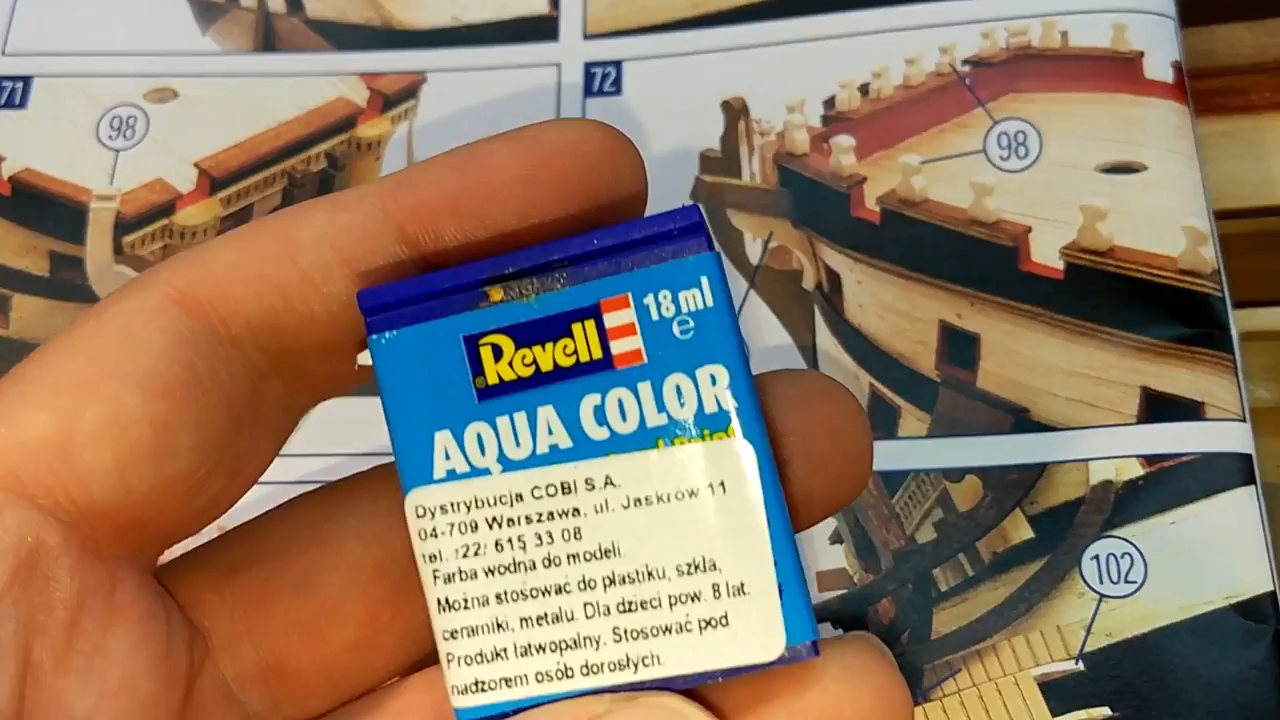 71
98
72
98
Revell
18 ml
e
AQUA COLOR
Dystrybucja COBI S.A.
04-709 Warszawa, ul. Jaskrów 11
tel. (22) 615 33 08
Farba wodna do modeli.
Można stosować do plastiku, szkła,
ceramiki, metalu. Dla dzieci pow. 8 lat.
Produkt łatwopalny. Stosować pod
nadzorem osób dorosłych.
102